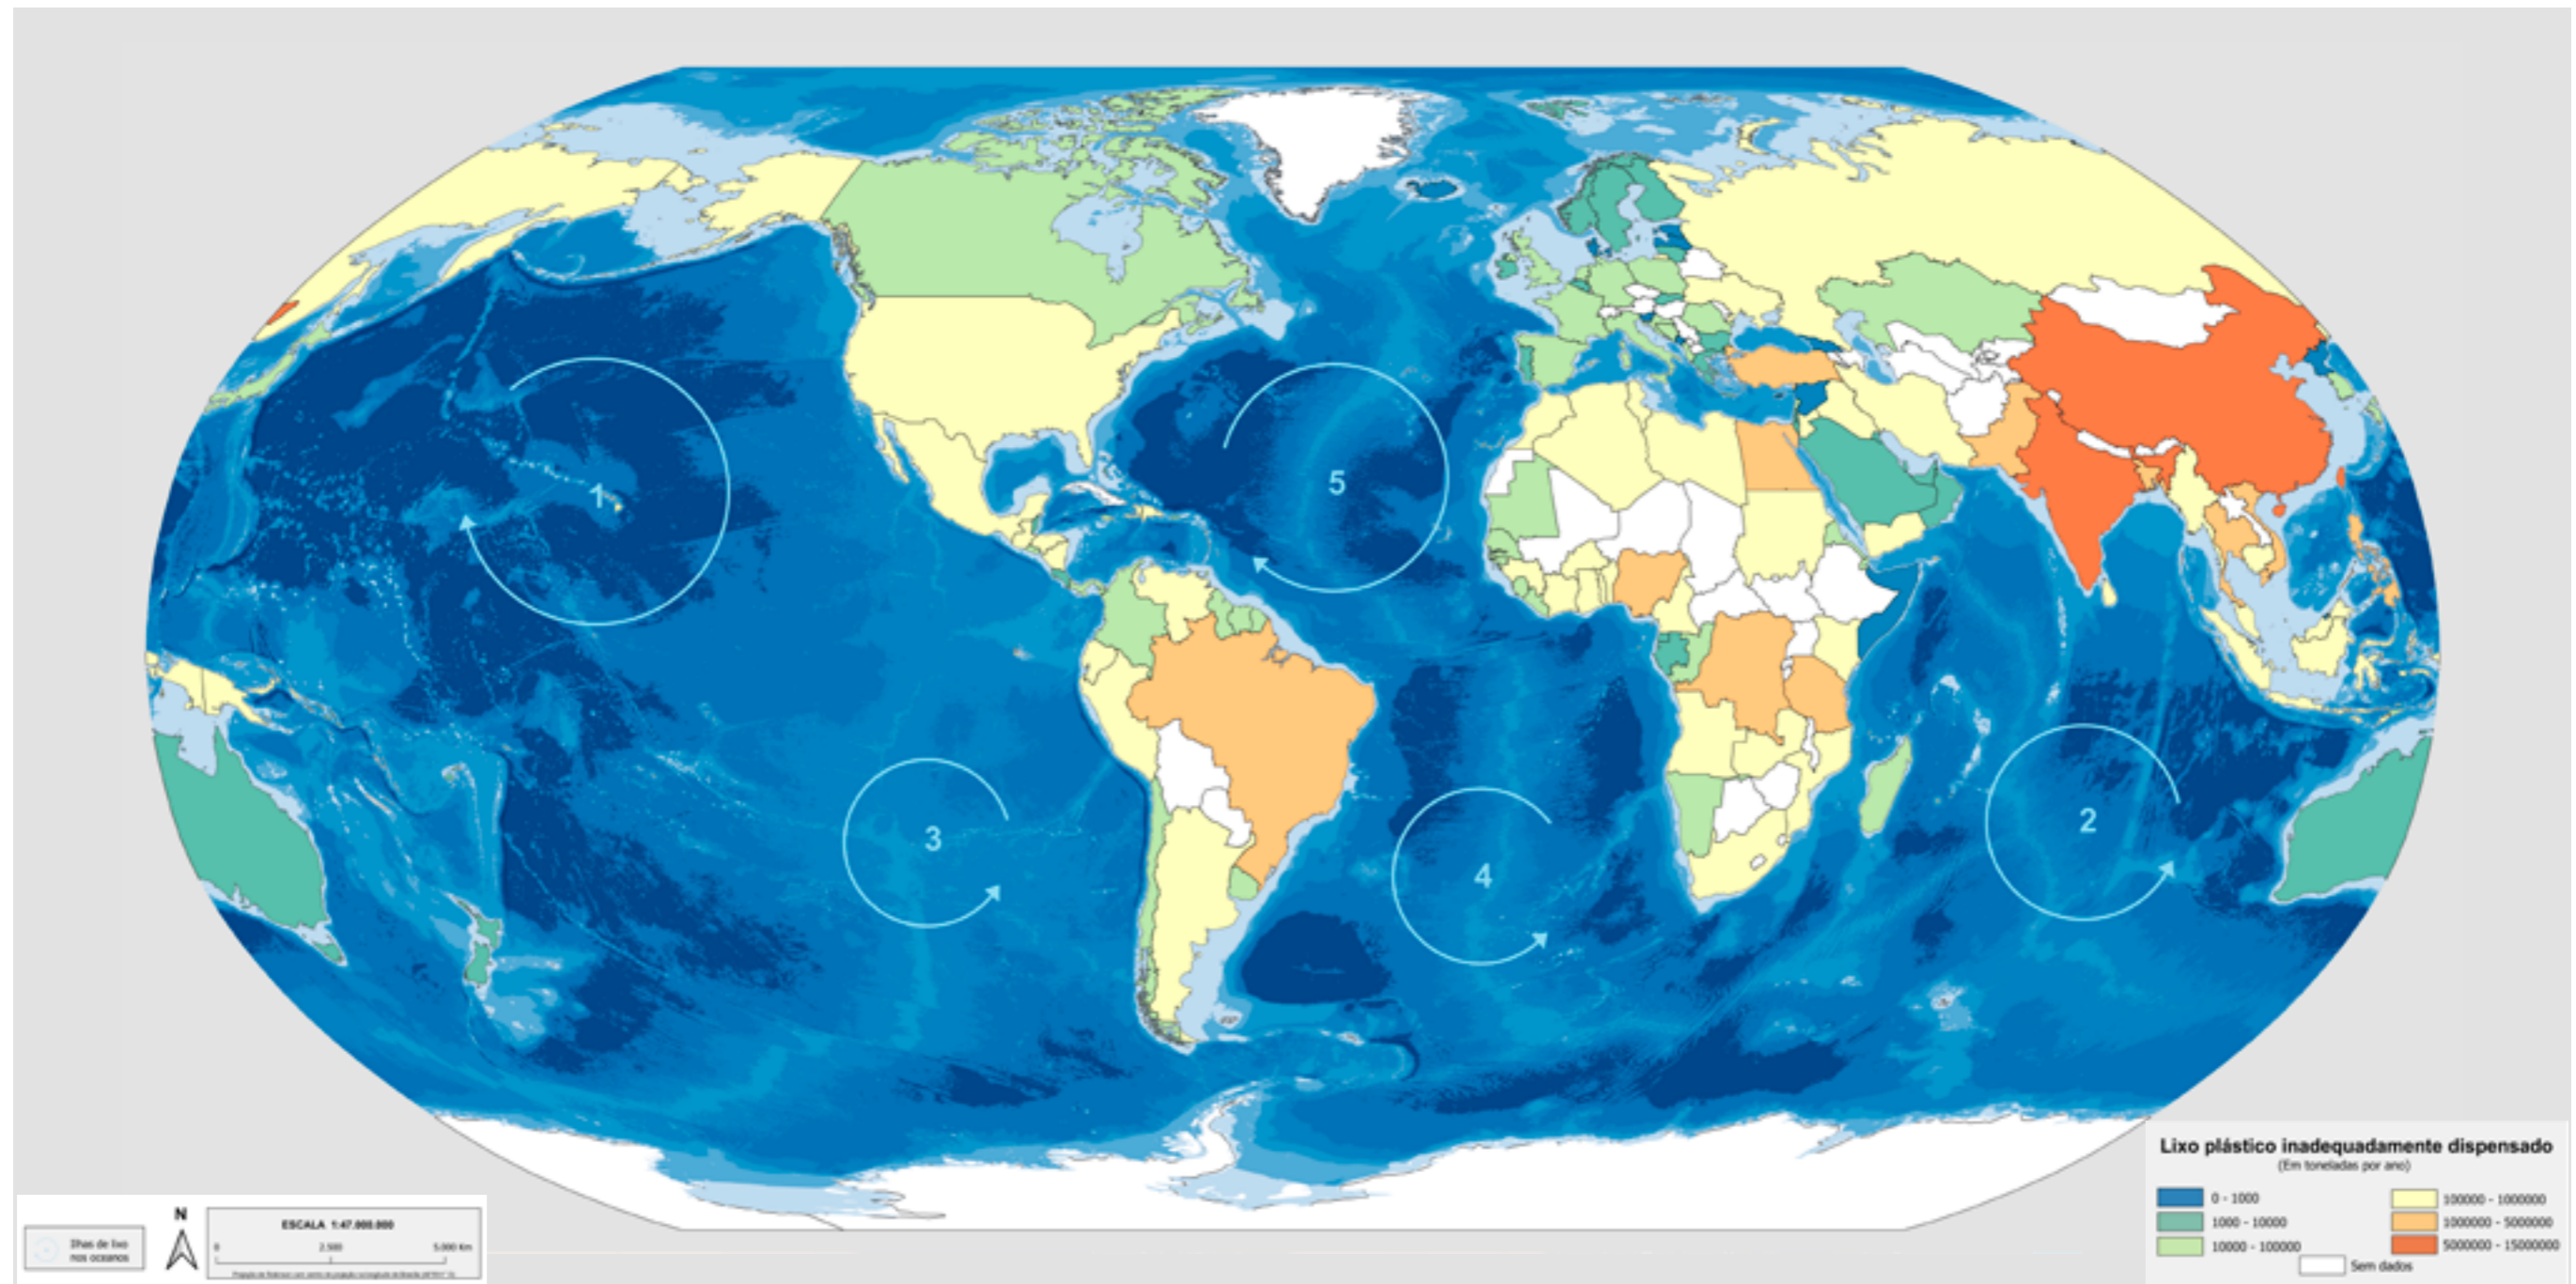 1
5
2
3
4
Lixo plástico inadequadamente dispensado
(Em toneladas por ano)
0 - 1000
100000 - 1000000
1000 - 10000
1000000 - 5000000
10000 - 100000
5000000 - 15000000
Sem dados
Ilhas de lixo
nos oceanos
N
ESCALA 1:47.000.000
0 2.500 5.000 Km